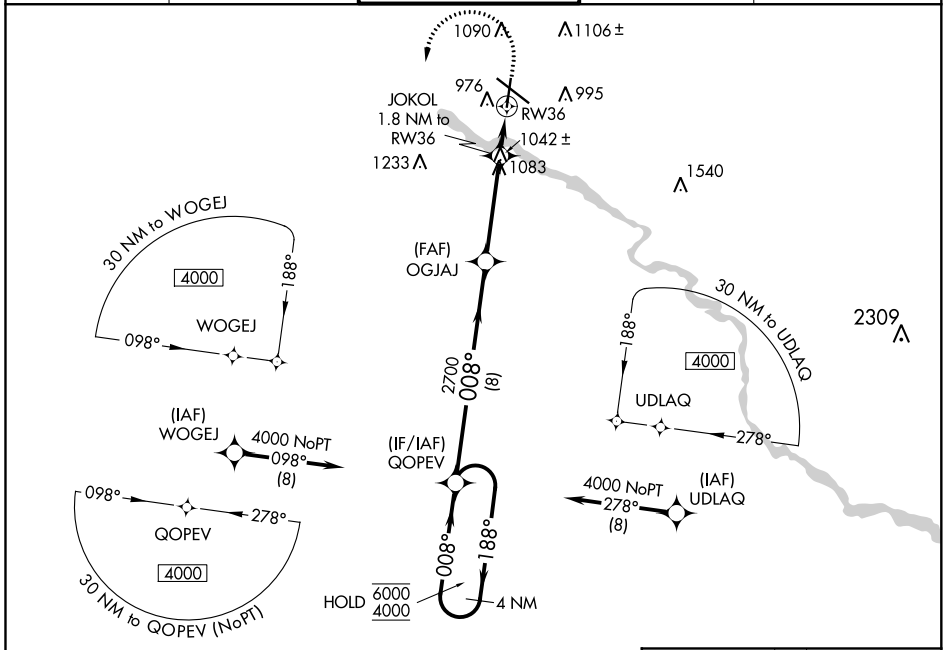 1090
1106 ±
976
995
JOKOL
1.8 NM to
RW36
RW36
1042 ±
1233
1083
1540
30 NM to WOGEJ
4000
188°
(FAF)
OGJAJ
WOGEJ
098°
30 NM to UDLAQ
188°
4000
2309
UDLAQ
278°
2700
008°
(8)
(IAF)
WOGEJ
4000 NoPT
098°
(8)
(IF/IAF)
QOPEV
4000 NoPT
278°
(8)
(IAF)
UDLAQ
098°
278°
QOPEV
4000
30 NM to QOPEV (NoPT)
008°
188°
HOLD
6000
4000
4 NM